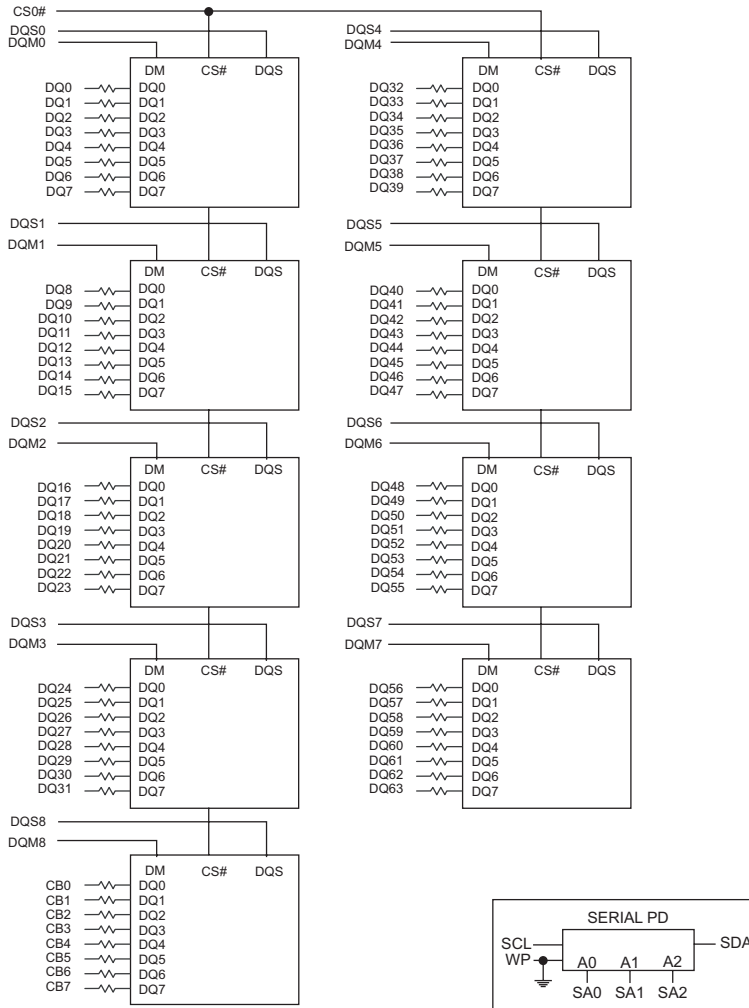 CS0#
DQS0
DQM0
DM CS# DQS
DQ0 DQ0
DQ1 DQ1
DQ2 DQ2
DQ3 DQ3
DQ4 DQ4
DQ5 DQ5
DQ6 DQ6
DQ7 DQ7
DQS1
DQM1
DM CS# DQS
DQ8 DQ0
DQ9 DQ1
DQ10 DQ2
DQ11 DQ3
DQ12 DQ4
DQ13 DQ5
DQ14 DQ6
DQ15 DQ7
DQS2
DQM2
DM CS# DQS
DQ16 DQ0
DQ17 DQ1
DQ18 DQ2
DQ19 DQ3
DQ20 DQ4
DQ21 DQ5
DQ22 DQ6
DQ23 DQ7
DQS3
DQM3
DM CS# DQS
DQ24 DQ0
DQ25 DQ1
DQ26 DQ2
DQ27 DQ3
DQ28 DQ4
DQ29 DQ5
DQ30 DQ6
DQ31 DQ7
DQS8
DQM8
DM CS# DQS
CB0 DQ0
CB1 DQ1
CB2 DQ2
CB3 DQ3
CB4 DQ4
CB5 DQ5
CB6 DQ6
CB7 DQ7
DQS4
DQM4
DM CS# DQS
DQ32 DQ0
DQ33 DQ1
DQ34 DQ2
DQ35 DQ3
DQ36 DQ4
DQ37 DQ5
DQ38 DQ6
DQ39 DQ7
DQS5
DQM5
DM CS# DQS
DQ40 DQ0
DQ41 DQ1
DQ42 DQ2
DQ43 DQ3
DQ44 DQ4
DQ45 DQ5
DQ46 DQ6
DQ47 DQ7
DQS6
DQM6
DM CS# DQS
DQ48 DQ0
DQ49 DQ1
DQ50 DQ2
DQ51 DQ3
DQ52 DQ4
DQ53 DQ5
DQ54 DQ6
DQ55 DQ7
DQS7
DQM7
DM CS# DQS
DQ56 DQ0
DQ57 DQ1
DQ58 DQ2
DQ59 DQ3
DQ60 DQ4
DQ61 DQ5
DQ62 DQ6
DQ63 DQ7
SERIAL PD
SCL SDA
WP A0 A1 A2
SA0 SA1 SA2